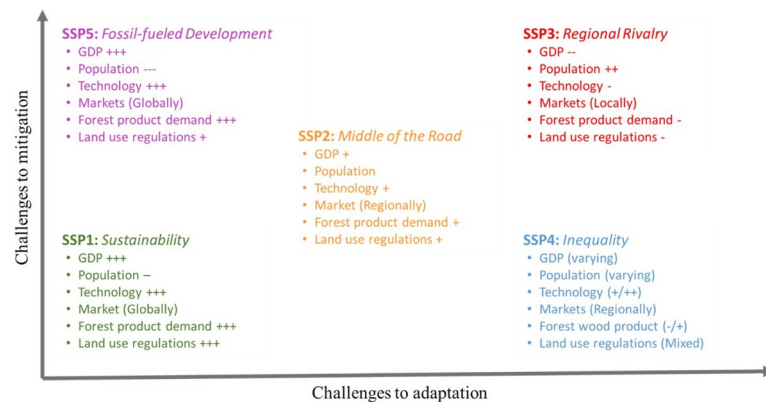 Challenges to mitigation
SSP5: Fossil-fueled Development
• GDP +++
• Population ---
• Technology +++
• Markets (Globally)
• Forest product demand +++
• Land use regulations +
SSP3: Regional Rivalry
• GDP --
• Population ++
• Technology -
• Markets (Locally)
• Forest product demand -
• Land use regulations -
SSP2: Middle of the Road
• GDP +
• Population
• Technology +
• Market (Regionally)
• Forest product demand +
• Land use regulations +
SSP1: Sustainability
• GDP +++
• Population –
• Technology +++
• Market (Globally)
• Forest product demand +++
• Land use regulations +++
SSP4: Inequality
• GDP (varying)
• Population (varying)
• Technology (+/++)
• Markets (Regionally)
• Forest wood product (-/+)
• Land use regulations (Mixed)
Challenges to adaptation